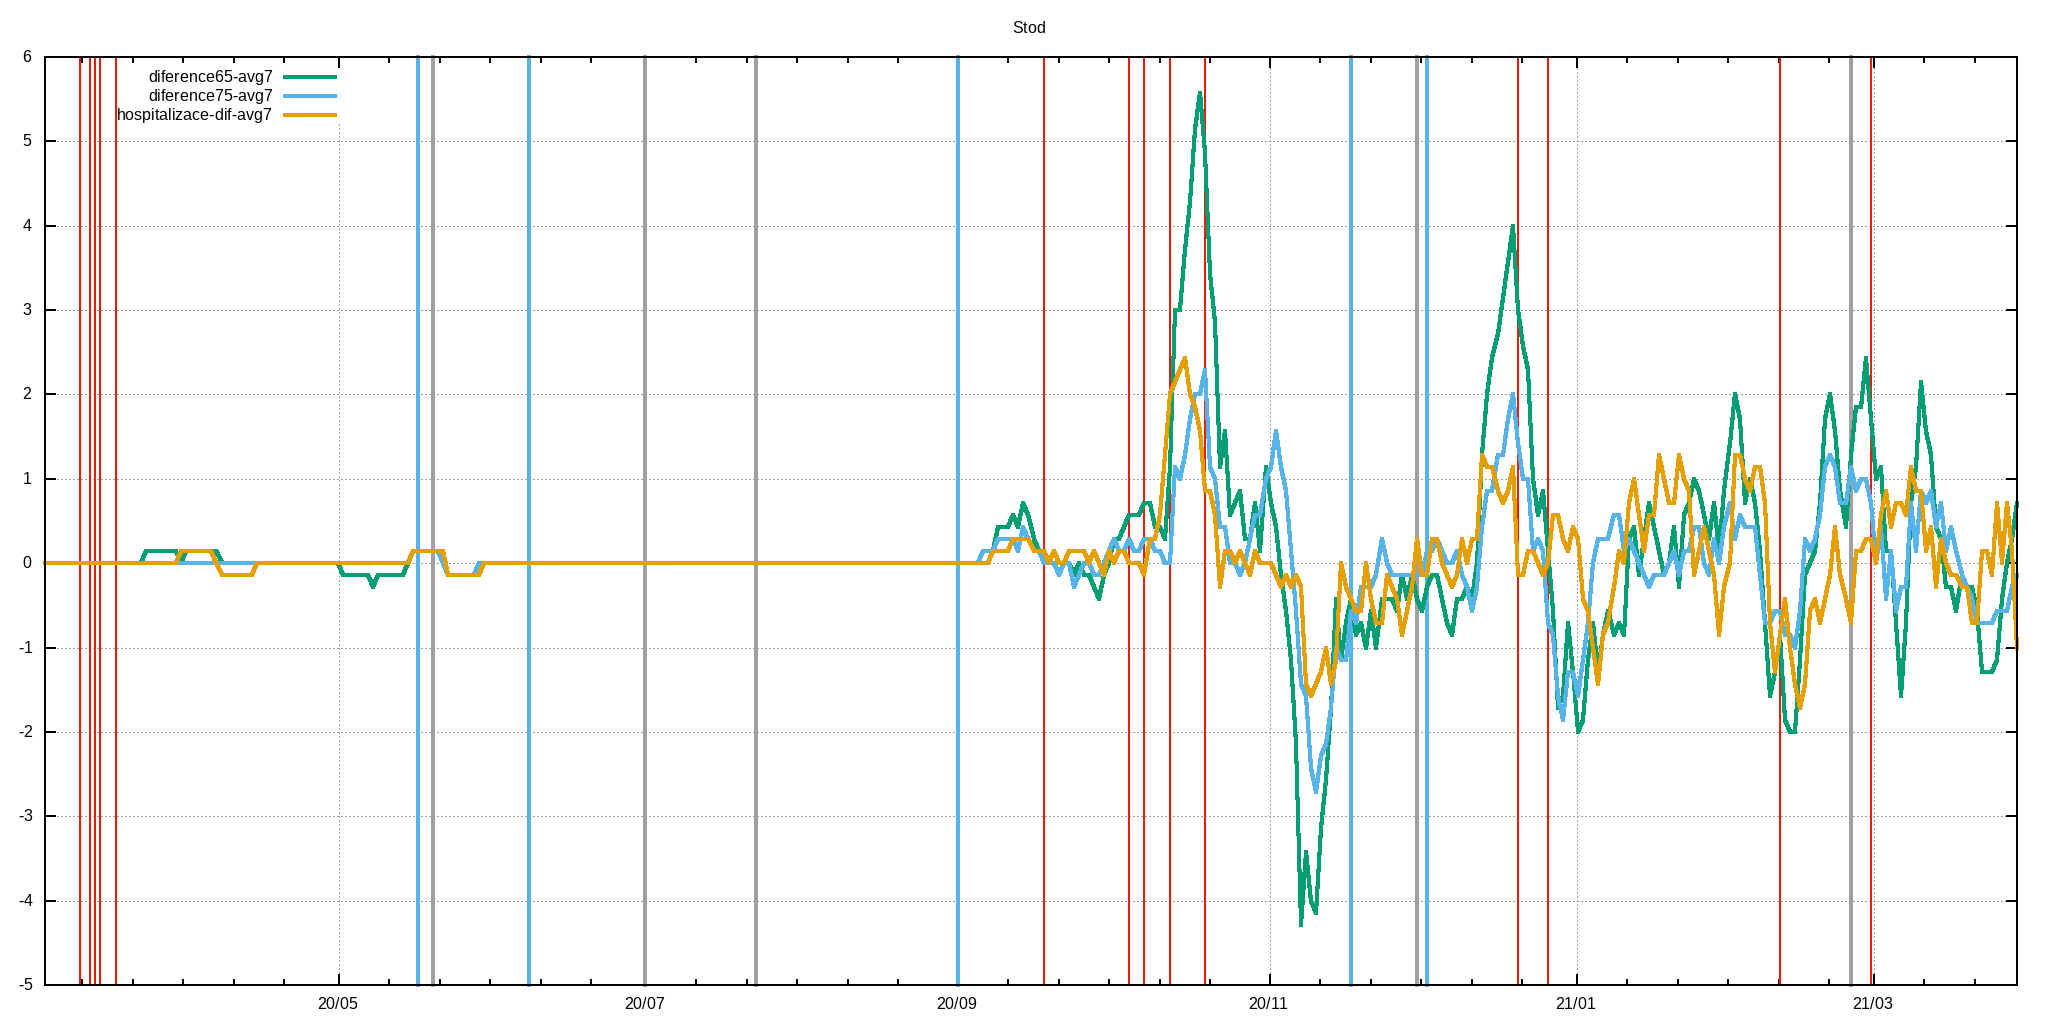 Stod
6
diference65-avg7
diference75-avg7
hospitalizace-dif-avg7
5
4
3
2
1
0
-1
-2
-3
-4
-5
20/05 20/07 20/09 20/11 21/01 21/03